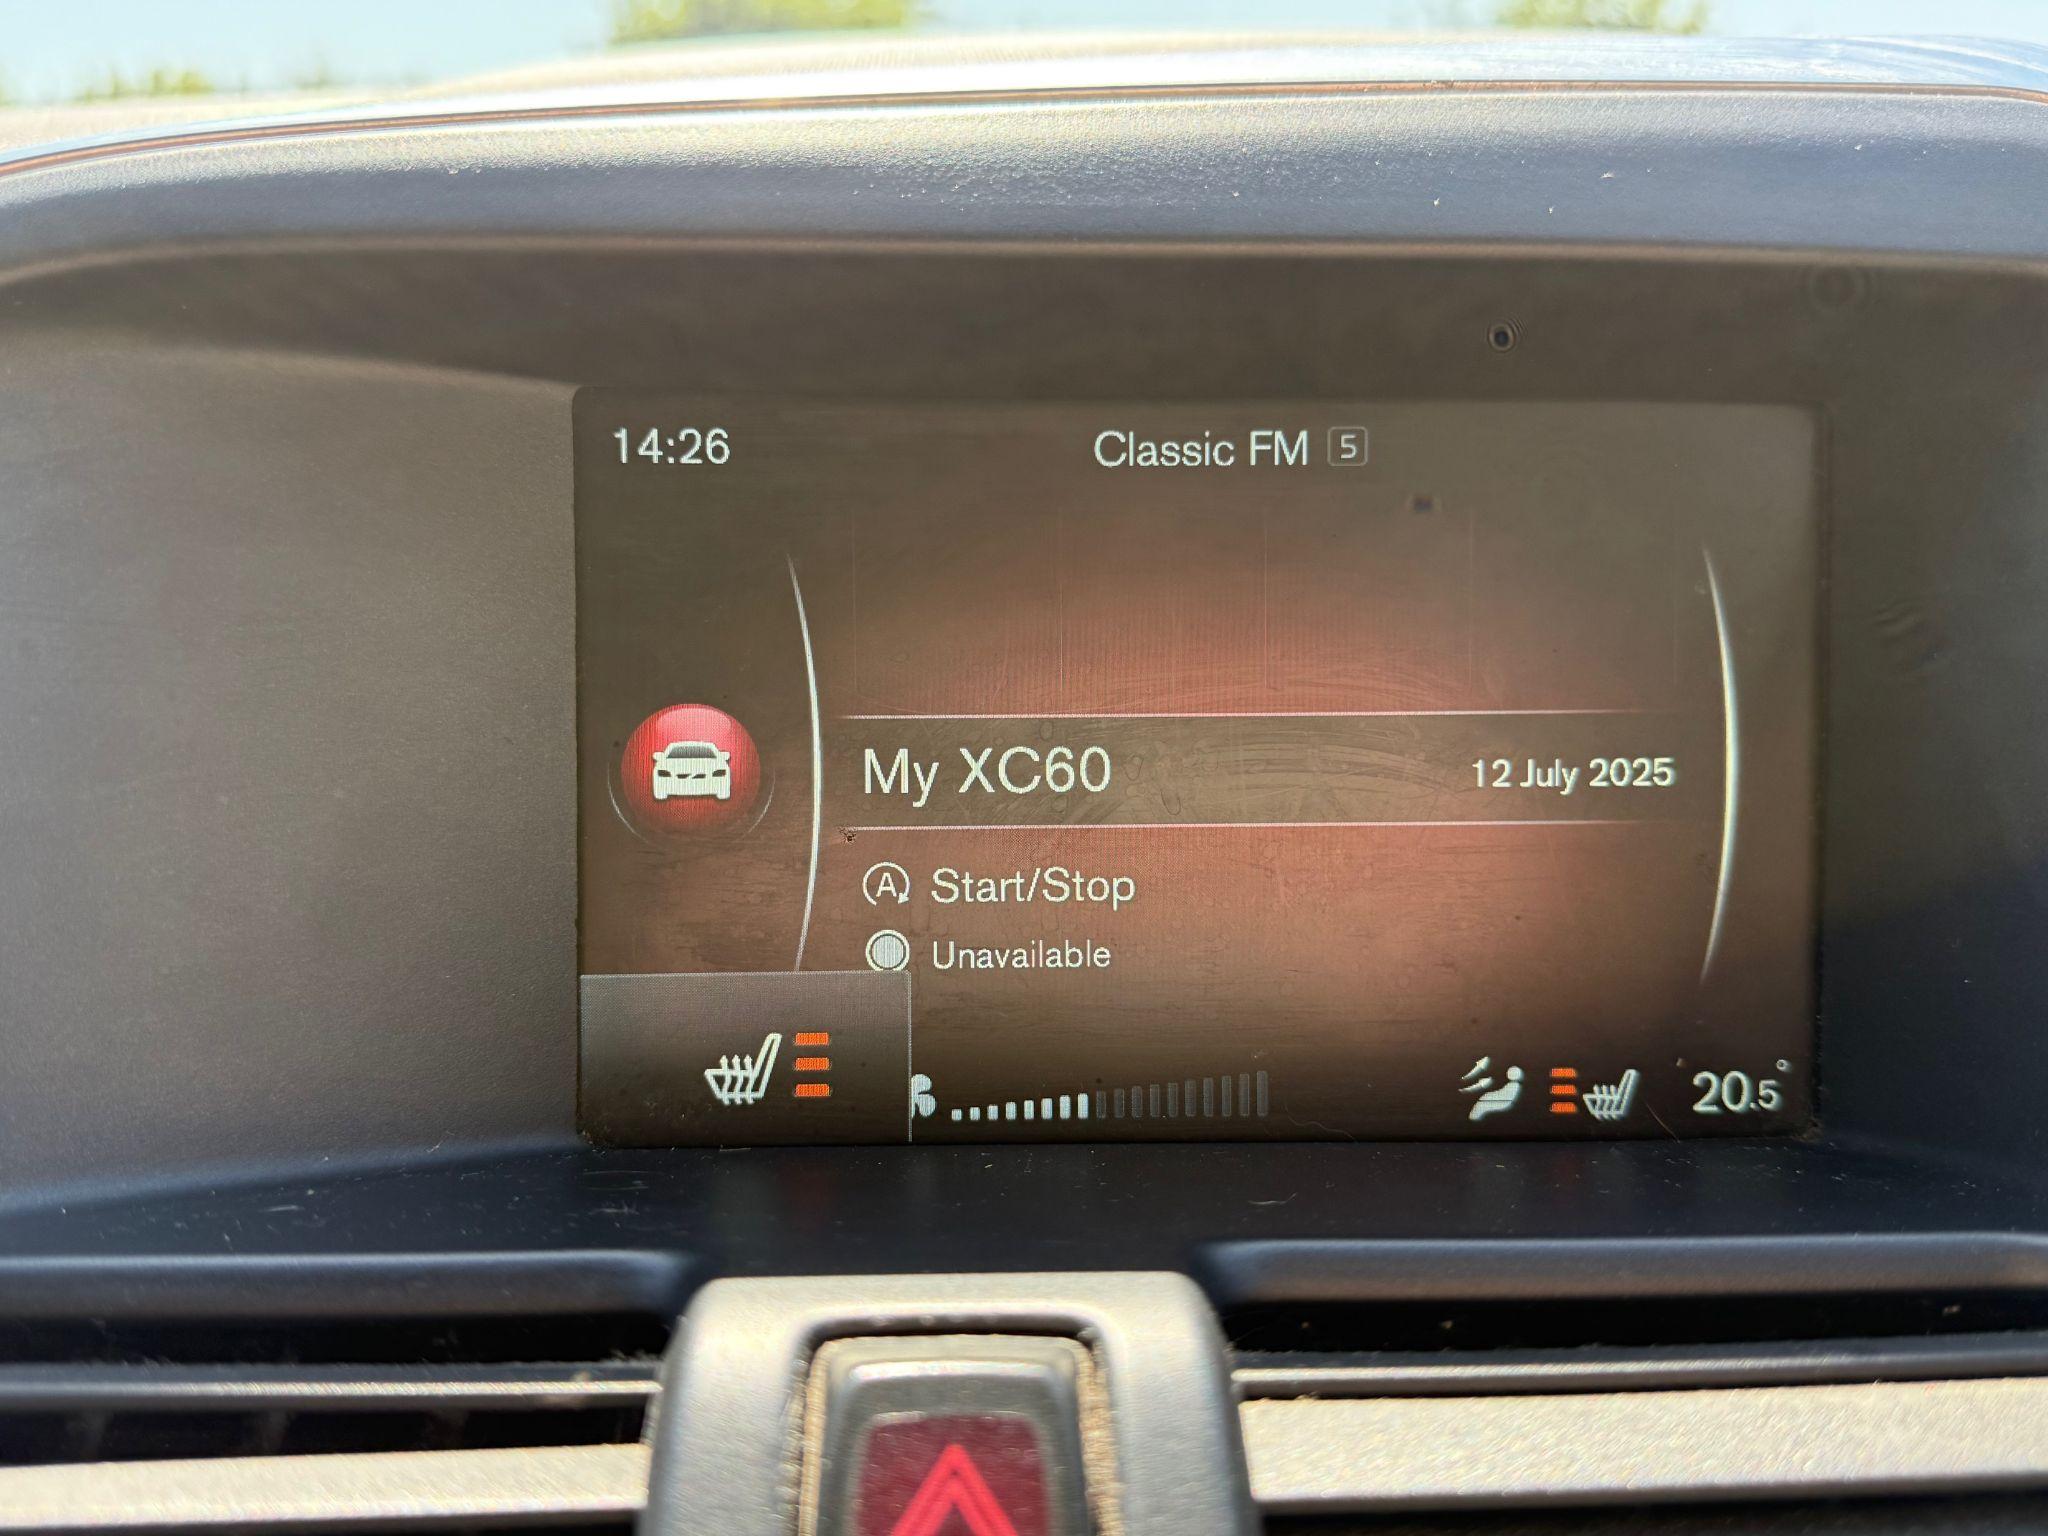 14:26
Classic FM 5
My XC60
12 July 2025
A Start/Stop
Unavailable
20.5°